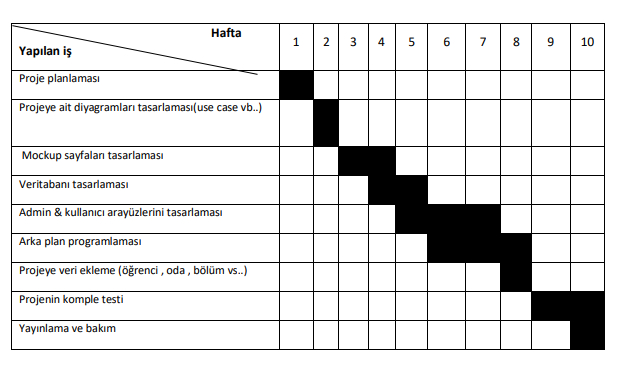 Hafta
Yapılan iş
1 2 3 4 5 6 7 8 9 10
Proje planlaması
Projeye ait diyagramları tasarlaması(use case vb..)
Mockup sayfaları tasarlaması
Veritabanı tasarlaması
Admin & kullanıcı arayüzlerini tasarlaması
Arka plan programlaması
Projeye veri ekleme (öğrenci , oda , bölüm vs..)
Projenin komple testi
Yayınlama ve bakım